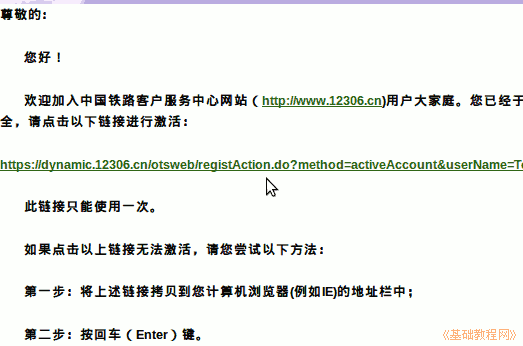 尊敬的：
您好！
欢迎加入中国铁路客户服务中心网站（http://www.12306.cn)用户大家庭。您已经于
全，请点击以下链接进行激活：
https://dynamic.12306.cn/otsweb/registAction.do?method=activeAccount&userName=To
此链接只能使用一次。
如果点击以上链接无法激活，请您尝试以下方法：
第一步：将上述链接拷贝到您计算机浏览器(例如IE)的地址栏中；
第二步：按回车（Enter）键。
《基础教程网》